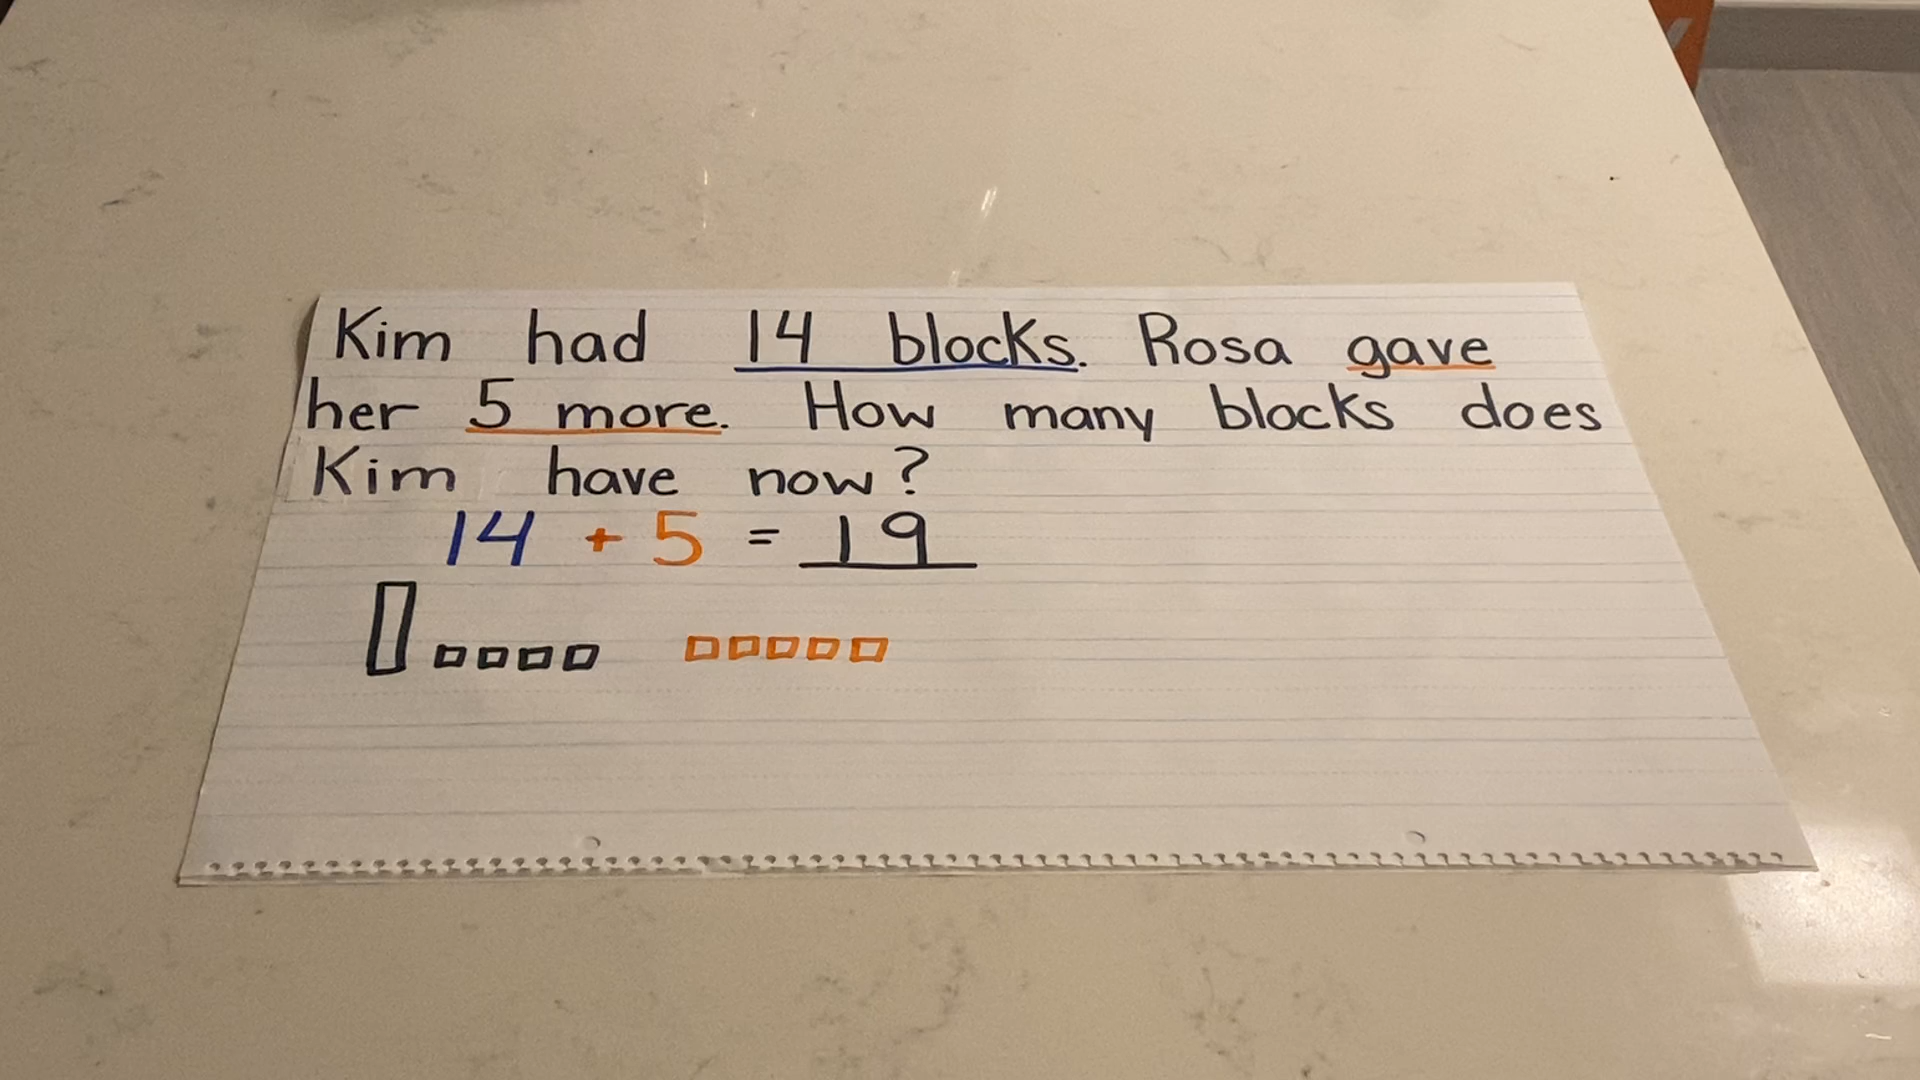 Kim had 14 blocks. Rosa gave
her 5 more. How many blocks does
Kim have now?
14 + 5 = 19